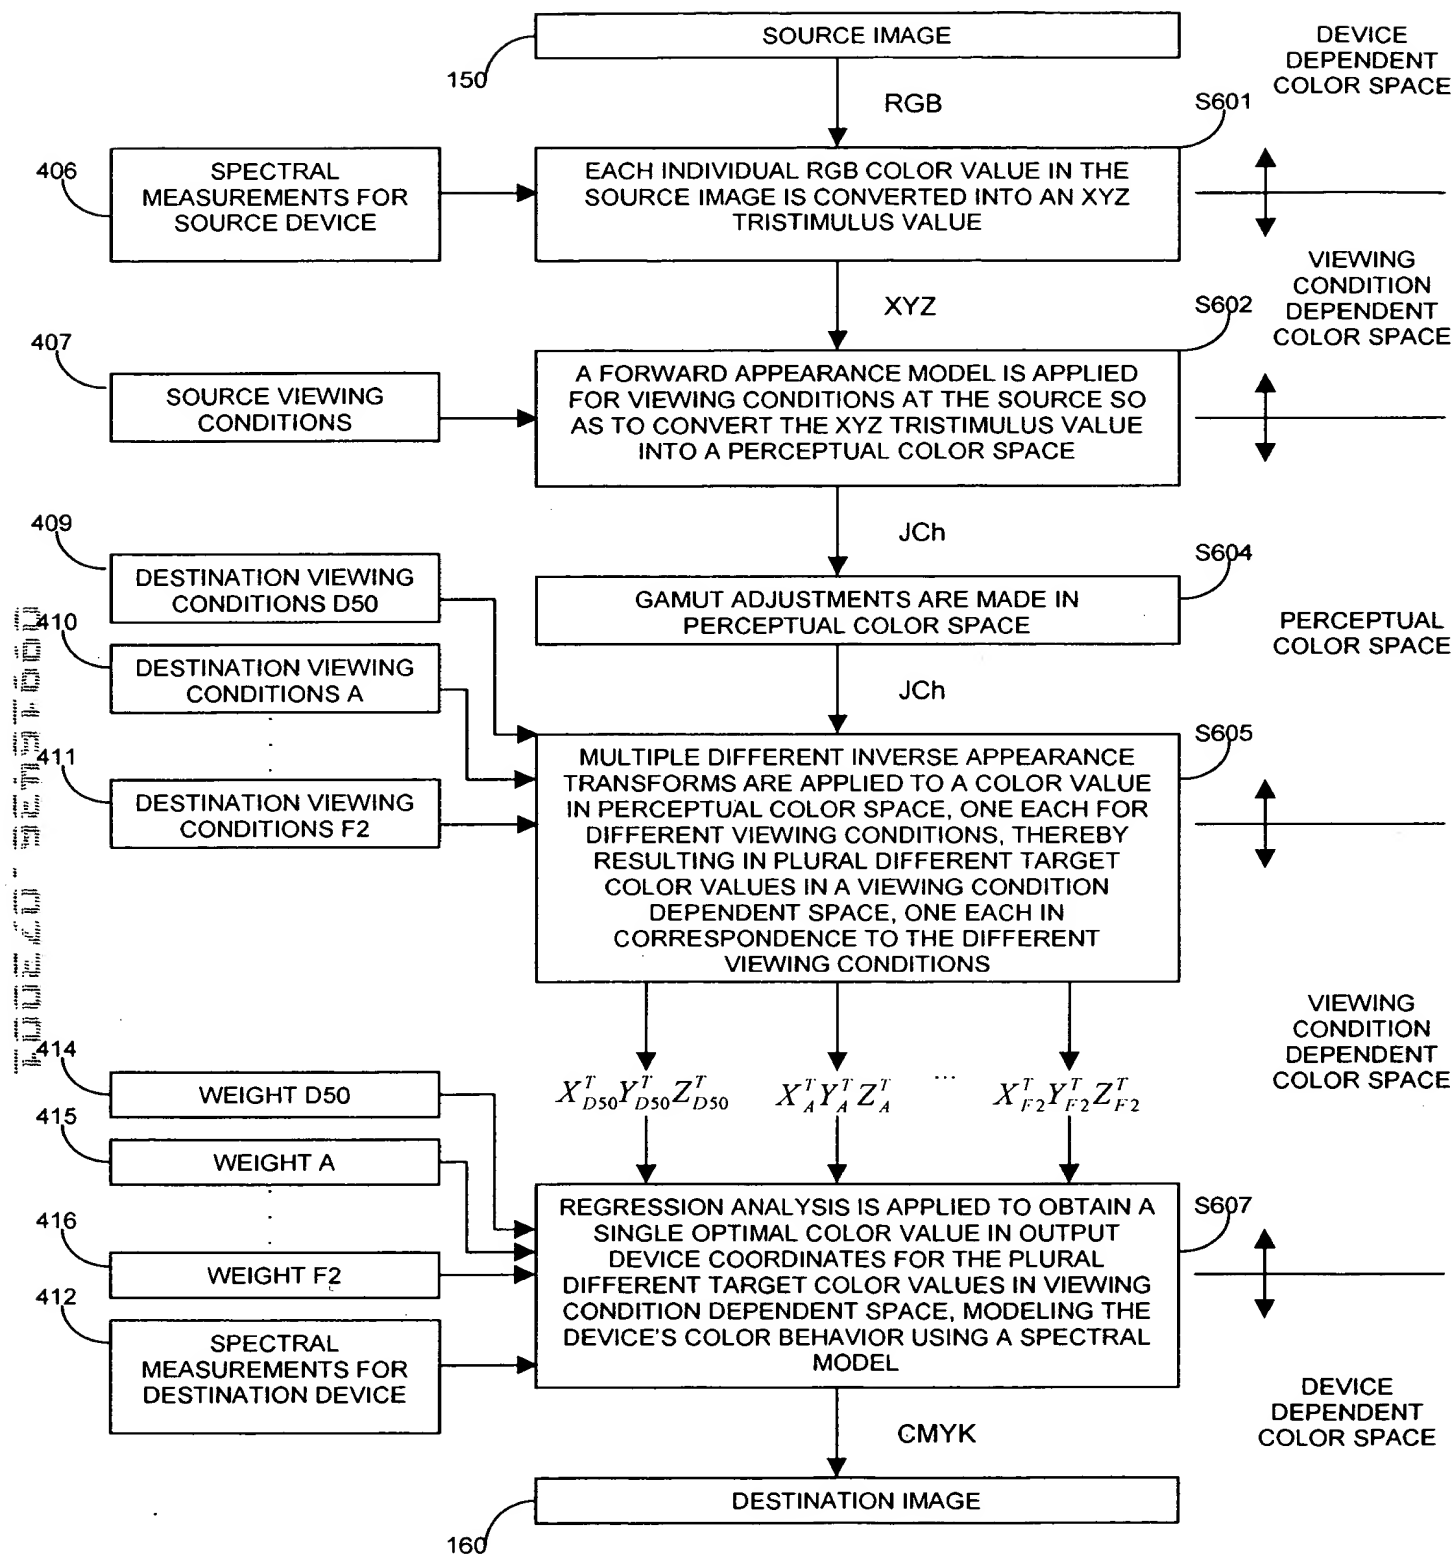 SOURCE IMAGE
150
DEVICE
DEPENDENT
COLOR SPACE
RGB
S601
406
SPECTRAL
MEASUREMENTS FOR
SOURCE DEVICE
EACH INDIVIDUAL RGB COLOR VALUE IN THE
SOURCE IMAGE IS CONVERTED INTO AN XYZ
TRISTIMULUS VALUE
VIEWING
CONDITION
DEPENDENT
COLOR SPACE
XYZ
S602
407
SOURCE VIEWING
CONDITIONS
A FORWARD APPEARANCE MODEL IS APPLIED
FOR VIEWING CONDITIONS AT THE SOURCE SO
AS TO CONVERT THE XYZ TRISTIMULUS VALUE
INTO A PERCEPTUAL COLOR SPACE
JCh
S604
409
DESTINATION VIEWING
CONDITIONS D50
GAMUT ADJUSTMENTS ARE MADE IN
PERCEPTUAL COLOR SPACE
PERCEPTUAL
COLOR SPACE
410
DESTINATION VIEWING
CONDITIONS A
JCh
S605
411
DESTINATION VIEWING
CONDITIONS F2
MULTIPLE DIFFERENT INVERSE APPEARANCE
TRANSFORMS ARE APPLIED TO A COLOR VALUE
IN PERCEPTUAL COLOR SPACE, ONE EACH FOR
DIFFERENT VIEWING CONDITIONS, THEREBY
RESULTING IN PLURAL DIFFERENT TARGET
COLOR VALUES IN A VIEWING CONDITION
DEPENDENT SPACE, ONE EACH IN
CORRESPONDENCE TO THE DIFFERENT
VIEWING CONDITIONS
VIEWING
CONDITION
DEPENDENT
COLOR SPACE
414
WEIGHT D50
X^T_D50 Y^T_D50 Z^T_D50 X^T_A Y^T_A Z^T_A ... X^T_F2 Y^T_F2 Z^T_F2
415
WEIGHT A
416
WEIGHT F2
S607
REGRESSION ANALYSIS IS APPLIED TO OBTAIN A
SINGLE OPTIMAL COLOR VALUE IN OUTPUT
DEVICE COORDINATES FOR THE PLURAL
DIFFERENT TARGET COLOR VALUES IN VIEWING
CONDITION DEPENDENT SPACE, MODELING THE
DEVICE'S COLOR BEHAVIOR USING A SPECTRAL
MODEL
412
SPECTRAL
MEASUREMENTS FOR
DESTINATION DEVICE
DEVICE
DEPENDENT
COLOR SPACE
CMYK
DESTINATION IMAGE
160